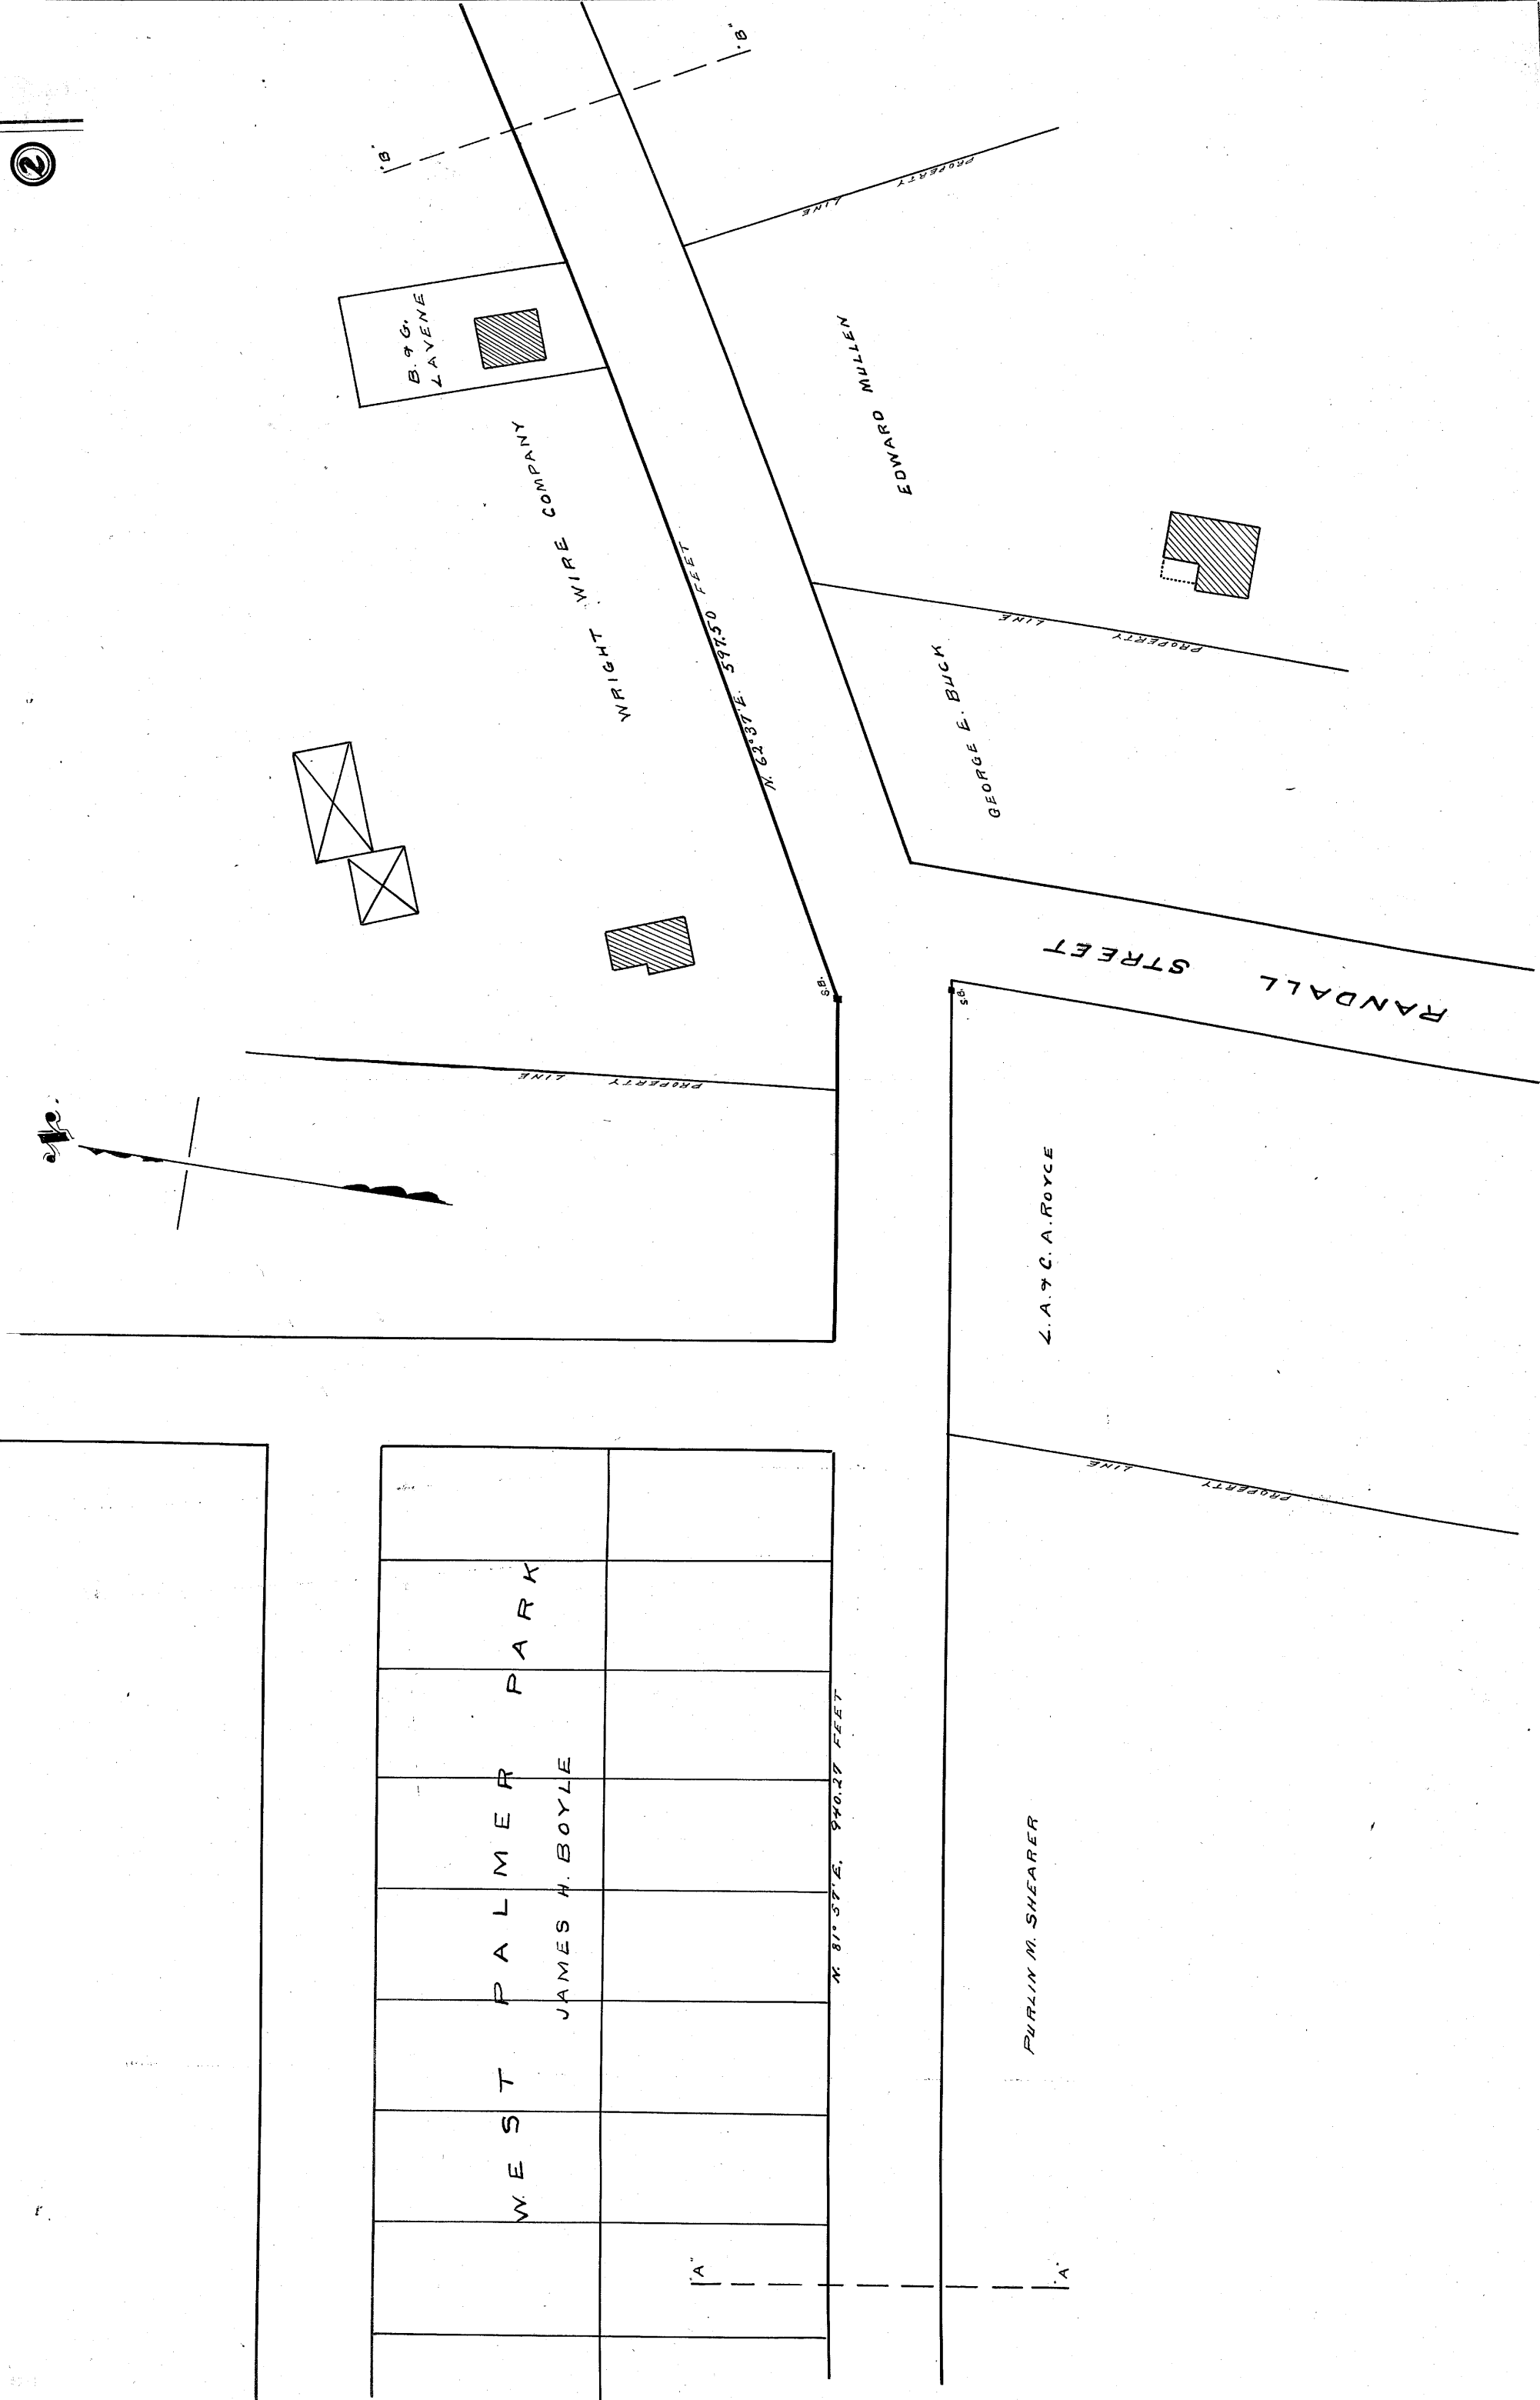 2
"B"
"B"
B. & G.
LAVENE
PROPERTY LINE
WRIGHT WIRE COMPANY
EDWARD MULLEN
N. 62° 37' E. 597.50 FEET
PROPERTY LINE
GEORGE E. BUCK
S.B.
S.B.
RANDALL STREET
PROPERTY LINE
L. A. & C. A. ROYCE
PROPERTY LINE
WEST PALMER PARK
JAMES H. BOYLE
N. 81° 57' E. 940.27 FEET
PURLIN M. SHEARER
"A"
"A"